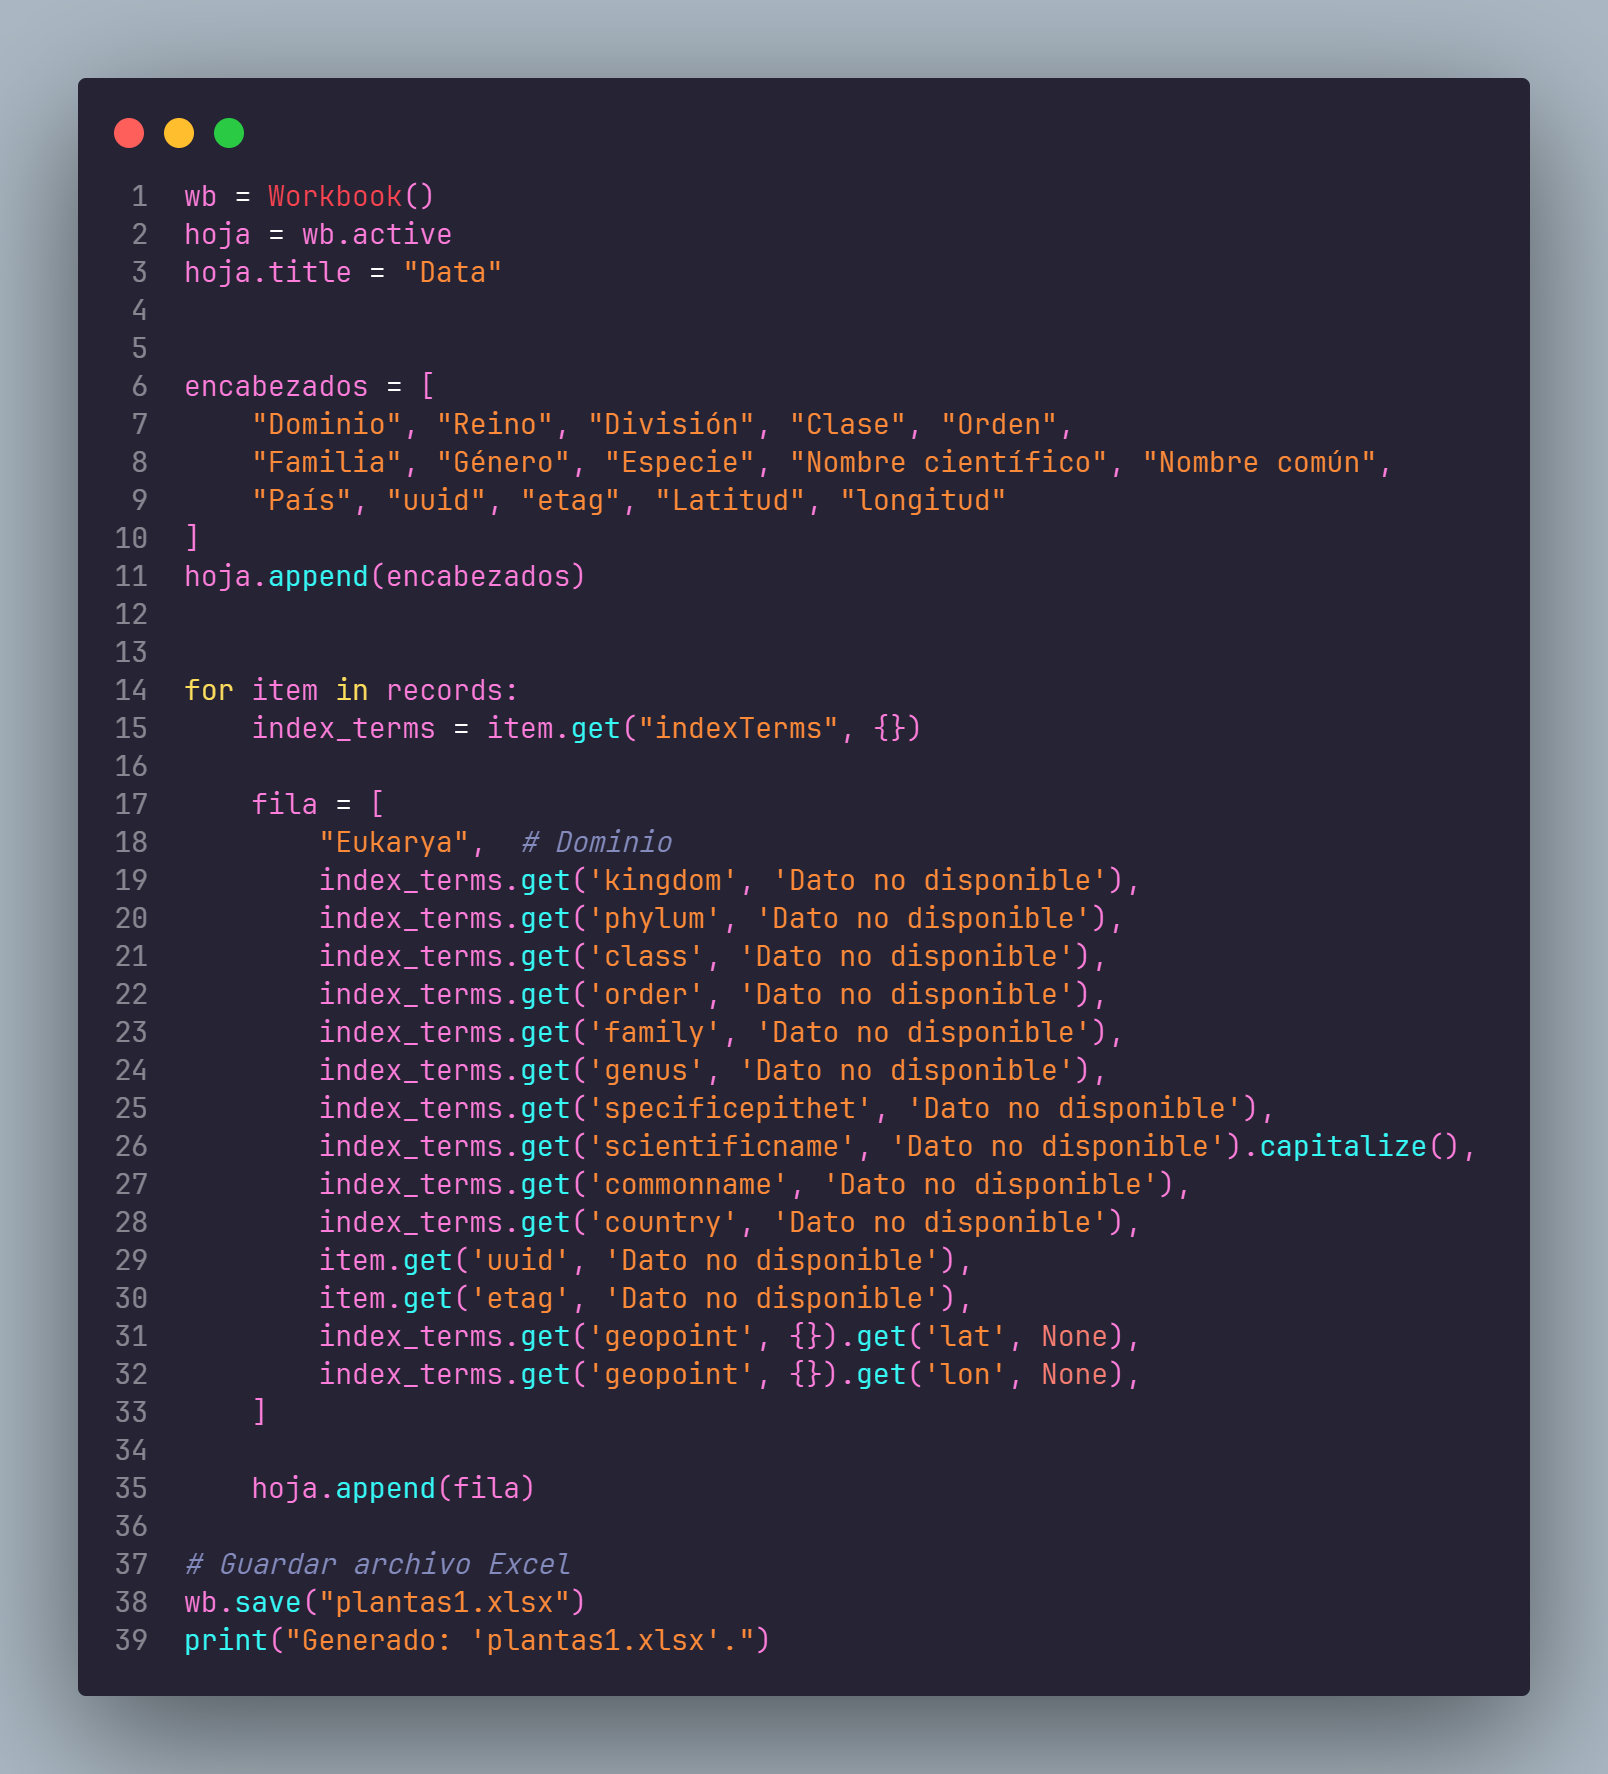 1 wb = Workbook()
2 hoja = wb.active
3 hoja.title = "Data"
4
5
6 encabezados = [
7     "Dominio", "Reino", "División", "Clase", "Orden",
8     "Familia", "Género", "Especie", "Nombre científico", "Nombre común",
9     "País", "uuid", "etag", "Latitud", "longitud"
10 ]
11 hoja.append(encabezados)
12
13
14 for item in records:
15     index_terms = item.get("indexTerms", {})
16
17     fila = [
18         "Eukarya",  # Dominio
19         index_terms.get('kingdom', 'Dato no disponible'),
20         index_terms.get('phylum', 'Dato no disponible'),
21         index_terms.get('class', 'Dato no disponible'),
22         index_terms.get('order', 'Dato no disponible'),
23         index_terms.get('family', 'Dato no disponible'),
24         index_terms.get('genus', 'Dato no disponible'),
25         index_terms.get('specificepithet', 'Dato no disponible'),
26         index_terms.get('scientificname', 'Dato no disponible').capitalize(),
27         index_terms.get('commonname', 'Dato no disponible'),
28         index_terms.get('country', 'Dato no disponible'),
29         item.get('uuid', 'Dato no disponible'),
30         item.get('etag', 'Dato no disponible'),
31         index_terms.get('geopoint', {}).get('lat', None),
32         index_terms.get('geopoint', {}).get('lon', None),
33     ]
34
35     hoja.append(fila)
36
37 # Guardar archivo Excel
38 wb.save("plantas1.xlsx")
39 print("Generado: 'plantas1.xlsx'.")